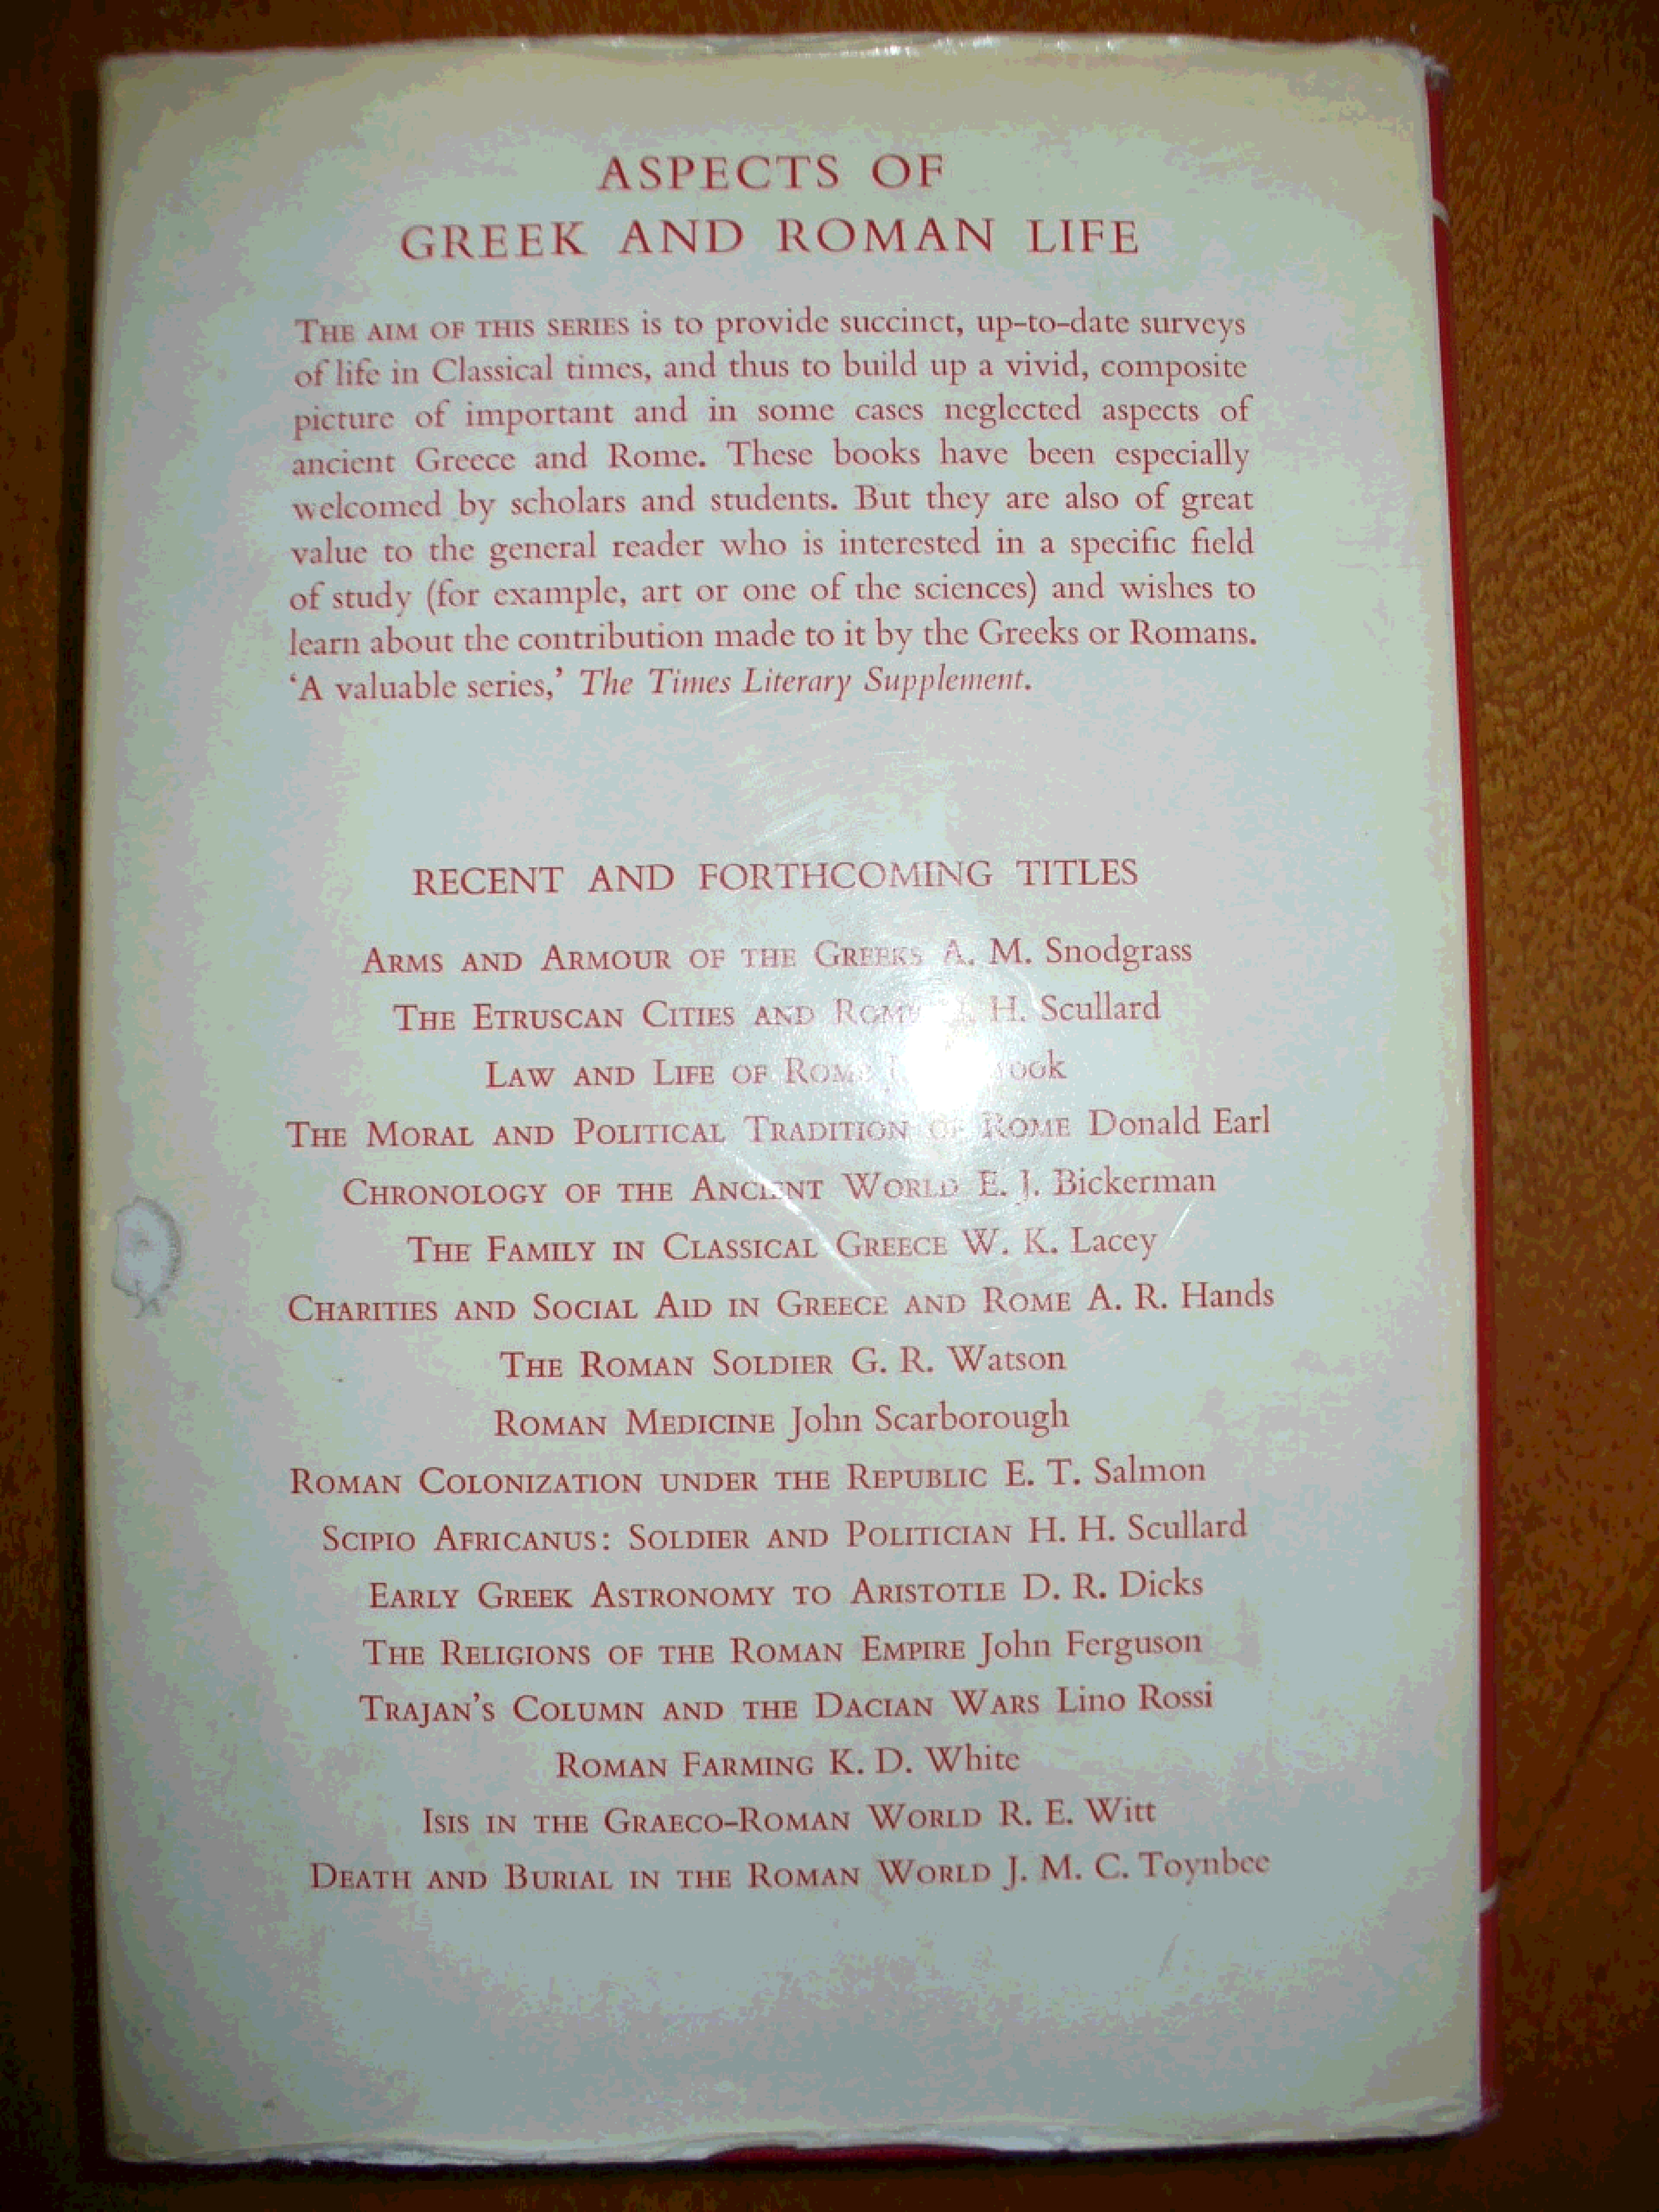 ASPECTS OF
GREEK AND ROMAN LIFE
THE AIM OF THIS SERIES is to provide succinct, up-to-date surveys
of life in Classical times, and thus to build up a vivid, composite
picture of important and in some cases neglected aspects of
ancient Greece and Rome. These books have been especially
welcomed by scholars and students. But they are also of great
value to the general reader who is interested in a specific field
of study (for example, art or one of the sciences) and wishes to
learn about the contribution made to it by the Greeks or Romans.
‘A valuable series,’ The Times Literary Supplement.
RECENT AND FORTHCOMING TITLES
ARMS AND ARMOUR OF THE GREEKS A. M. Snodgrass
THE ETRUSCAN CITIES AND ROME H. Scullard
LAW AND LIFE OF ROME
THE MORAL AND POLITICAL TRADITION OF ROME Donald Earl
CHRONOLOGY OF THE ANCIENT WORLD E. J. Bickerman
THE FAMILY IN CLASSICAL GREECE W. K. Lacey
CHARITIES AND SOCIAL AID IN GREECE AND ROME A. R. Hands
THE ROMAN SOLDIER G. R. Watson
ROMAN MEDICINE John Scarborough
ROMAN COLONIZATION UNDER THE REPUBLIC E. T. Salmon
SCIPIO AFRICANUS: SOLDIER AND POLITICIAN H. H. Scullard
EARLY GREEK ASTRONOMY TO ARISTOTLE D. R. Dicks
THE RELIGIONS OF THE ROMAN EMPIRE John Ferguson
TRAJAN’S COLUMN AND THE DACIAN WARS Lino Rossi
ROMAN FARMING K. D. White
ISIS IN THE GRAECO-ROMAN WORLD R. E. Witt
DEATH AND BURIAL IN THE ROMAN WORLD J. M. C. Toynbee